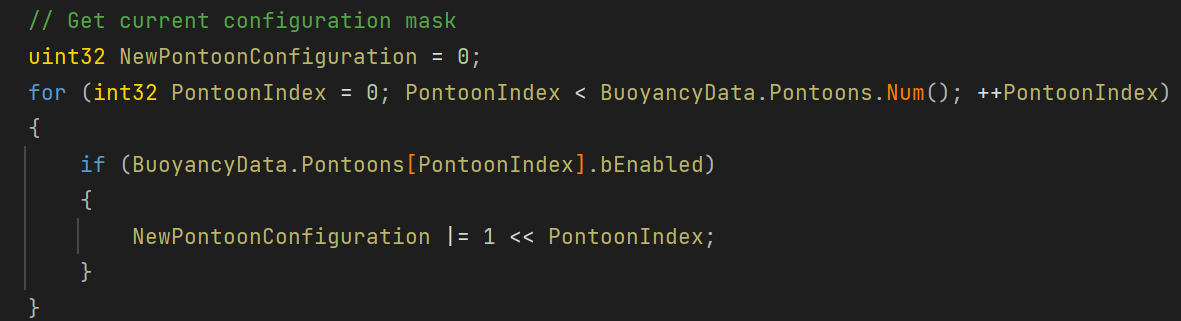 // Get current configuration mask
uint32 NewPontoonConfiguration = 0;
for (int32 PontoonIndex = 0; PontoonIndex < BuoyancyData.Pontoons.Num(); ++PontoonIndex)
{
if (BuoyancyData.Pontoons[PontoonIndex].bEnabled)
{
NewPontoonConfiguration |= 1 << PontoonIndex;
}
}